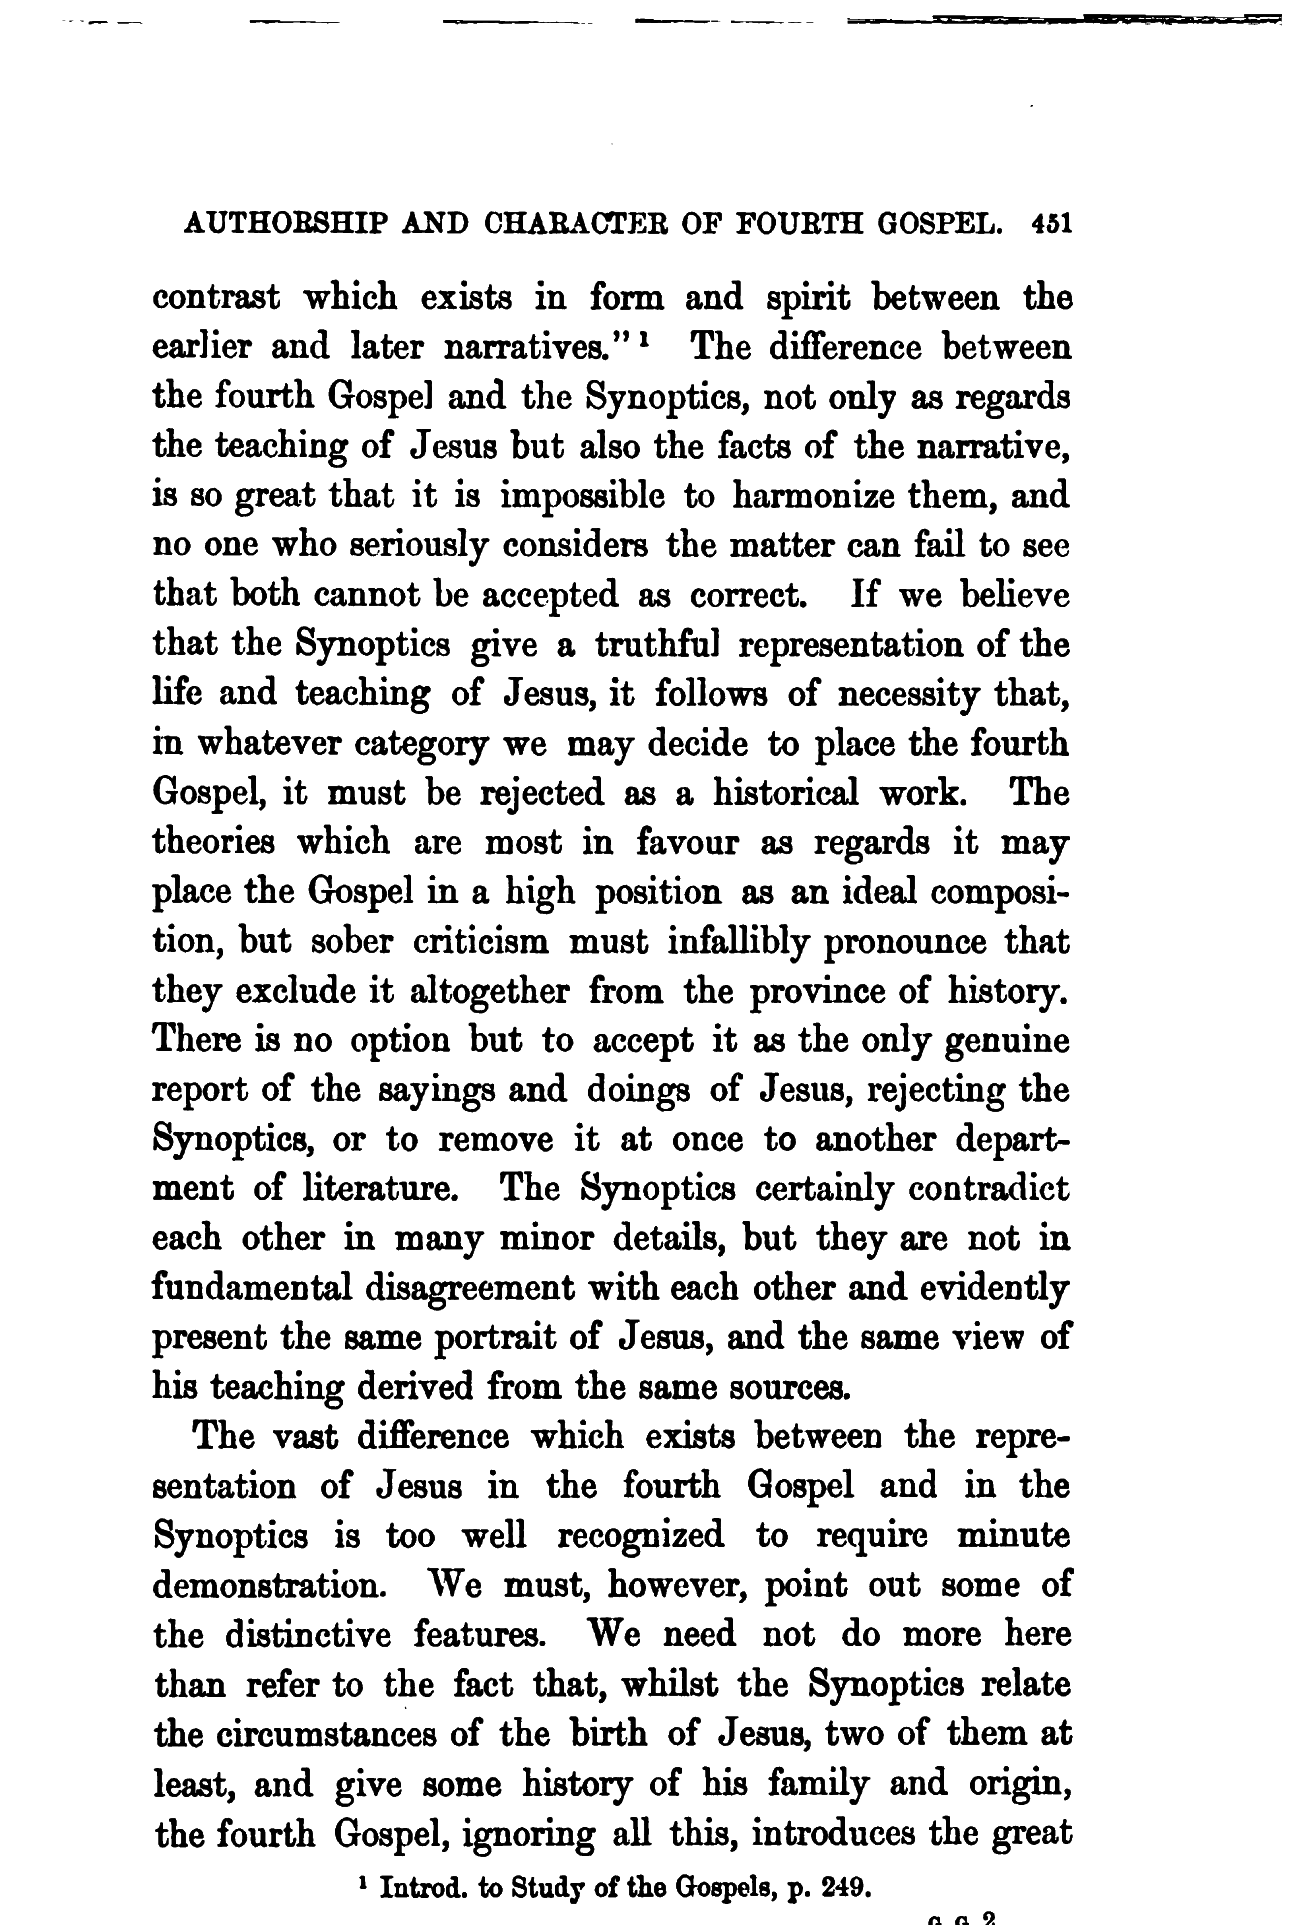 AUTHORSHIP AND CHARACTER OF FOURTH GOSPEL. 451
contrast which exists in form and spirit between the
earlier and later narratives." ¹ The difference between
the fourth Gospel and the Synoptics, not only as regards
the teaching of Jesus but also the facts of the narrative,
is so great that it is impossible to harmonize them, and
no one who seriously considers the matter can fail to see
that both cannot be accepted as correct. If we believe
that the Synoptics give a truthful representation of the
life and teaching of Jesus, it follows of necessity that,
in whatever category we may decide to place the fourth
Gospel, it must be rejected as a historical work. The
theories which are most in favour as regards it may
place the Gospel in a high position as an ideal composi-
tion, but sober criticism must infallibly pronounce that
they exclude it altogether from the province of history.
There is no option but to accept it as the only genuine
report of the sayings and doings of Jesus, rejecting the
Synoptics, or to remove it at once to another depart-
ment of literature. The Synoptics certainly contradict
each other in many minor details, but they are not in
fundamental disagreement with each other and evidently
present the same portrait of Jesus, and the same view of
his teaching derived from the same sources.
The vast difference which exists between the repre-
sentation of Jesus in the fourth Gospel and in the
Synoptics is too well recognized to require minute
demonstration. We must, however, point out some of
the distinctive features. We need not do more here
than refer to the fact that, whilst the Synoptics relate
the circumstances of the birth of Jesus, two of them at
least, and give some history of his family and origin,
the fourth Gospel, ignoring all this, introduces the great
¹ Introd. to Study of the Gospels, p. 249.
G G 2